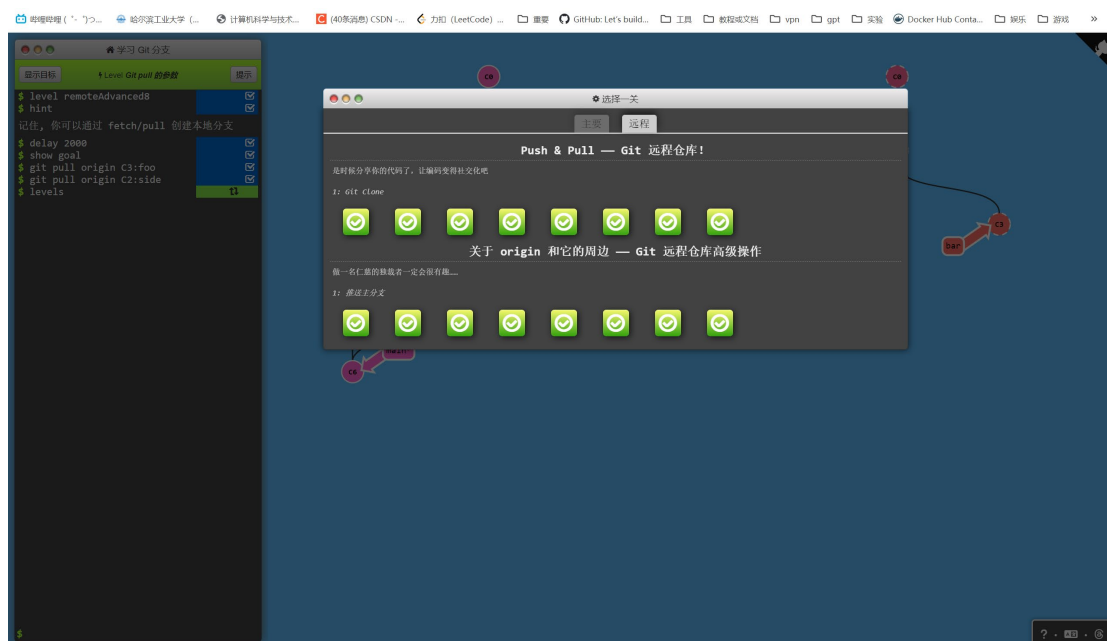 哔哩哔哩 ( ゜- ゜)つ...
哈尔滨工业大学 (...
计算机科学与技术...
(40条消息) CSDN -...
力扣 (LeetCode) ...
重要
GitHub: Let's build...
工具
教程或文档
vpn
gpt
实验
Docker Hub Conta...
娱乐
游戏
»
学习 Git 分支
显示目标
Level Git pull 的参数
提示
$ level remoteAdvanced8
$ hint
记住, 你可以通过 fetch/pull 创建本地分支
$ delay 2000
$ show goal
$ git pull origin C3:foo
$ git pull origin C2:side
$ levels
$
C0
C0
选择一关
主要
远程
Push & Pull —— Git 远程仓库！
是时候分享你的代码了，让编码变得社交化吧
1: Git Clone
关于 origin 和它的周边 —— Git 远程仓库高级操作
做一名仁慈的独裁者一定会很有趣……
1: 推送主分支
C3
bar
main
C6
?